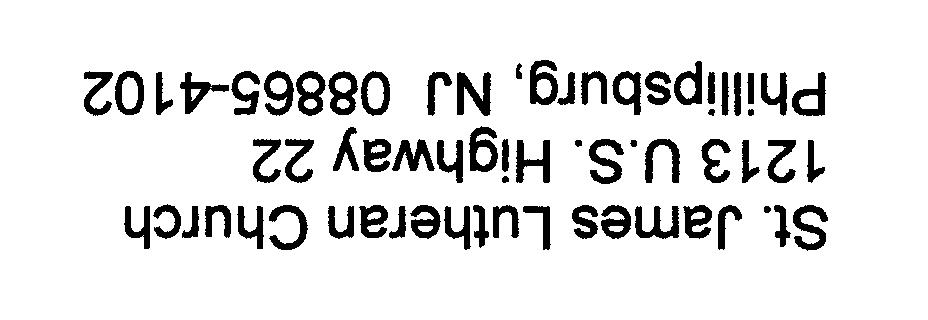 St. James Lutheran Church
1213 U.S. Highway 22
Phillipsburg, NJ 08865-4102